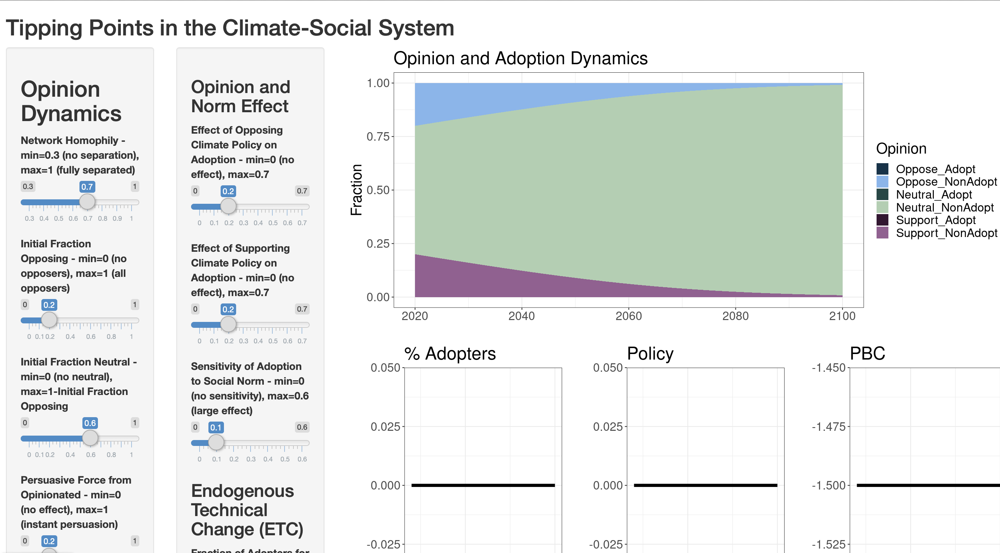 Tipping Points in the Climate-Social System
Opinion
Dynamics
Network Homophily -
min=0.3 (no separation),
max=1 (fully separated)
0.3 0.7 1
0.3 0.4 0.5 0.6 0.7 0.8 0.9 1
Initial Fraction
Opposing - min=0 (no
opposers), max=1 (all
opposers)
0 0.2 1
0 0.1 0.2 0.4 0.6 0.8 1
Initial Fraction Neutral -
min=0 (no neutral),
max=1-Initial Fraction
Opposing
0 0.6 1
0 0.1 0.2 0.4 0.6 0.8 1
Persuasive Force from
Opinionated - min=0
(no effect), max=1
(instant persuasion)
0 0.2 1
Opinion and
Norm Effect
Effect of Opposing
Climate Policy on
Adoption - min=0 (no
effect), max=0.7
0 0.2 0.7
0 0.1 0.2 0.3 0.4 0.5 0.6 0.7
Effect of Supporting
Climate Policy on
Adoption - min=0 (no
effect), max=0.7
0 0.2 0.7
0 0.1 0.2 0.3 0.4 0.5 0.6 0.7
Sensitivity of Adoption
to Social Norm - min=0
(no sensitivity), max=0.6
(large effect)
0 0.1 0.6
0 0.1 0.2 0.3 0.4 0.5 0.6
Endogenous
Technical
Change (ETC)
Fraction of Adopters for
Opinion and Adoption Dynamics
Fraction
1.00
0.75
0.50
0.25
0.00
2020 2040 2060 2080 2100
Opinion
Oppose_Adopt
Oppose_NonAdopt
Neutral_Adopt
Neutral_NonAdopt
Support_Adopt
Support_NonAdopt
% Adopters
0.050
0.025
0.000
-0.025
Policy
0.050
0.025
0.000
-0.025
PBC
-1.450
-1.475
-1.500
-1.525